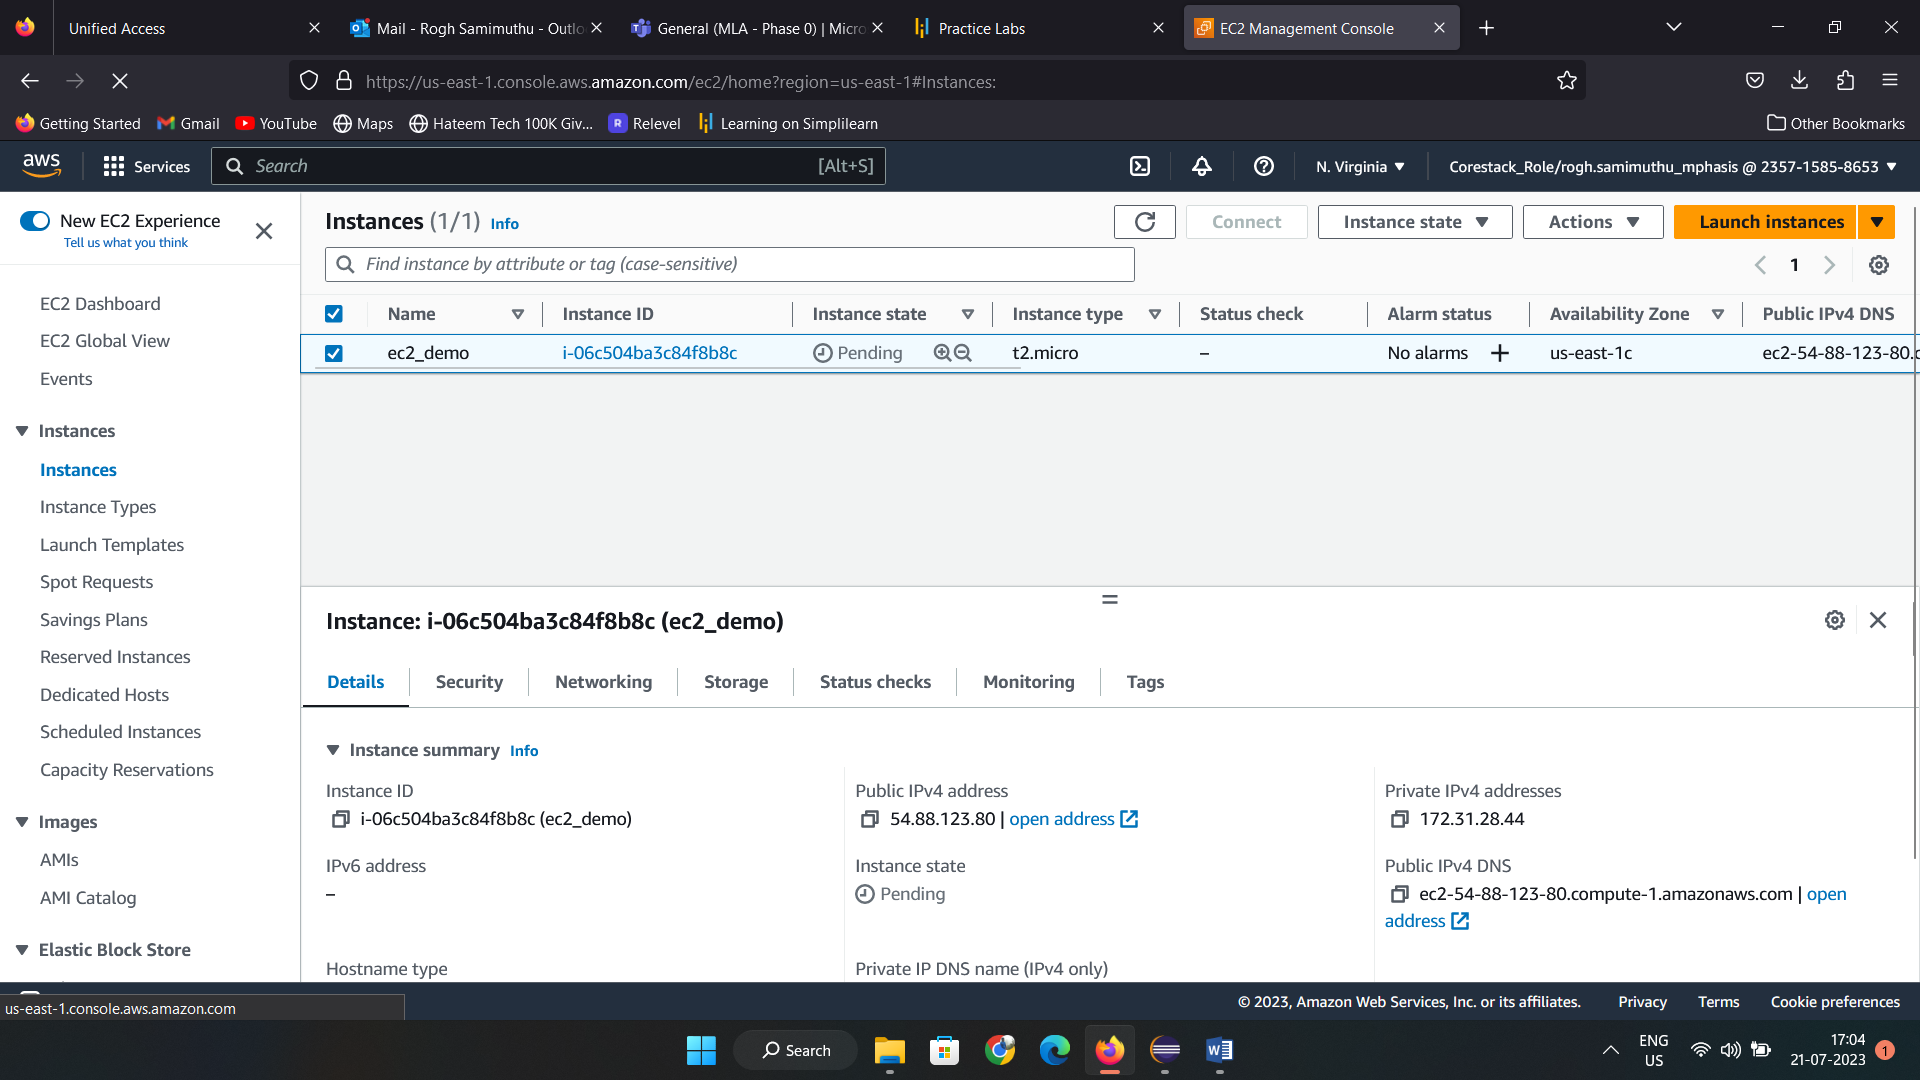 Unified Access
Mail - Rogh Samimuthu - Outlo
General (MLA - Phase 0) | Micro
Practice Labs
EC2 Management Console
https://us-east-1.console.aws.amazon.com/ec2/home?region=us-east-1#Instances:
Getting Started
Gmail
YouTube
Maps
Hateem Tech 100K Giv...
Relevel
Learning on Simplilearn
Other Bookmarks
aws
Services
Search
[Alt+S]
N. Virginia
Corestack_Role/rogh.samimuthu_mphasis @ 2357-1585-8653
New EC2 Experience
Tell us what you think
EC2 Dashboard
EC2 Global View
Events
Instances
Instances
Instance Types
Launch Templates
Spot Requests
Savings Plans
Reserved Instances
Dedicated Hosts
Scheduled Instances
Capacity Reservations
Images
AMIs
AMI Catalog
Elastic Block Store
Instances (1/1) Info
Connect
Instance state
Actions
Launch instances
Find instance by attribute or tag (case-sensitive)
1
Name
Instance ID
Instance state
Instance type
Status check
Alarm status
Availability Zone
Public IPv4 DNS
ec2_demo
i-06c504ba3c84f8b8c
Pending
t2.micro
–
No alarms
us-east-1c
ec2-54-88-123-80.c
Instance: i-06c504ba3c84f8b8c (ec2_demo)
Details
Security
Networking
Storage
Status checks
Monitoring
Tags
Instance summary Info
Instance ID
i-06c504ba3c84f8b8c (ec2_demo)
Public IPv4 address
54.88.123.80 | open address
Private IPv4 addresses
172.31.28.44
IPv6 address
–
Instance state
Pending
Public IPv4 DNS
ec2-54-88-123-80.compute-1.amazonaws.com | open
address
Hostname type
Private IP DNS name (IPv4 only)
us-east-1.console.aws.amazon.com
© 2023, Amazon Web Services, Inc. or its affiliates.
Privacy
Terms
Cookie preferences
Search
ENG
US
17:04
21-07-2023
1